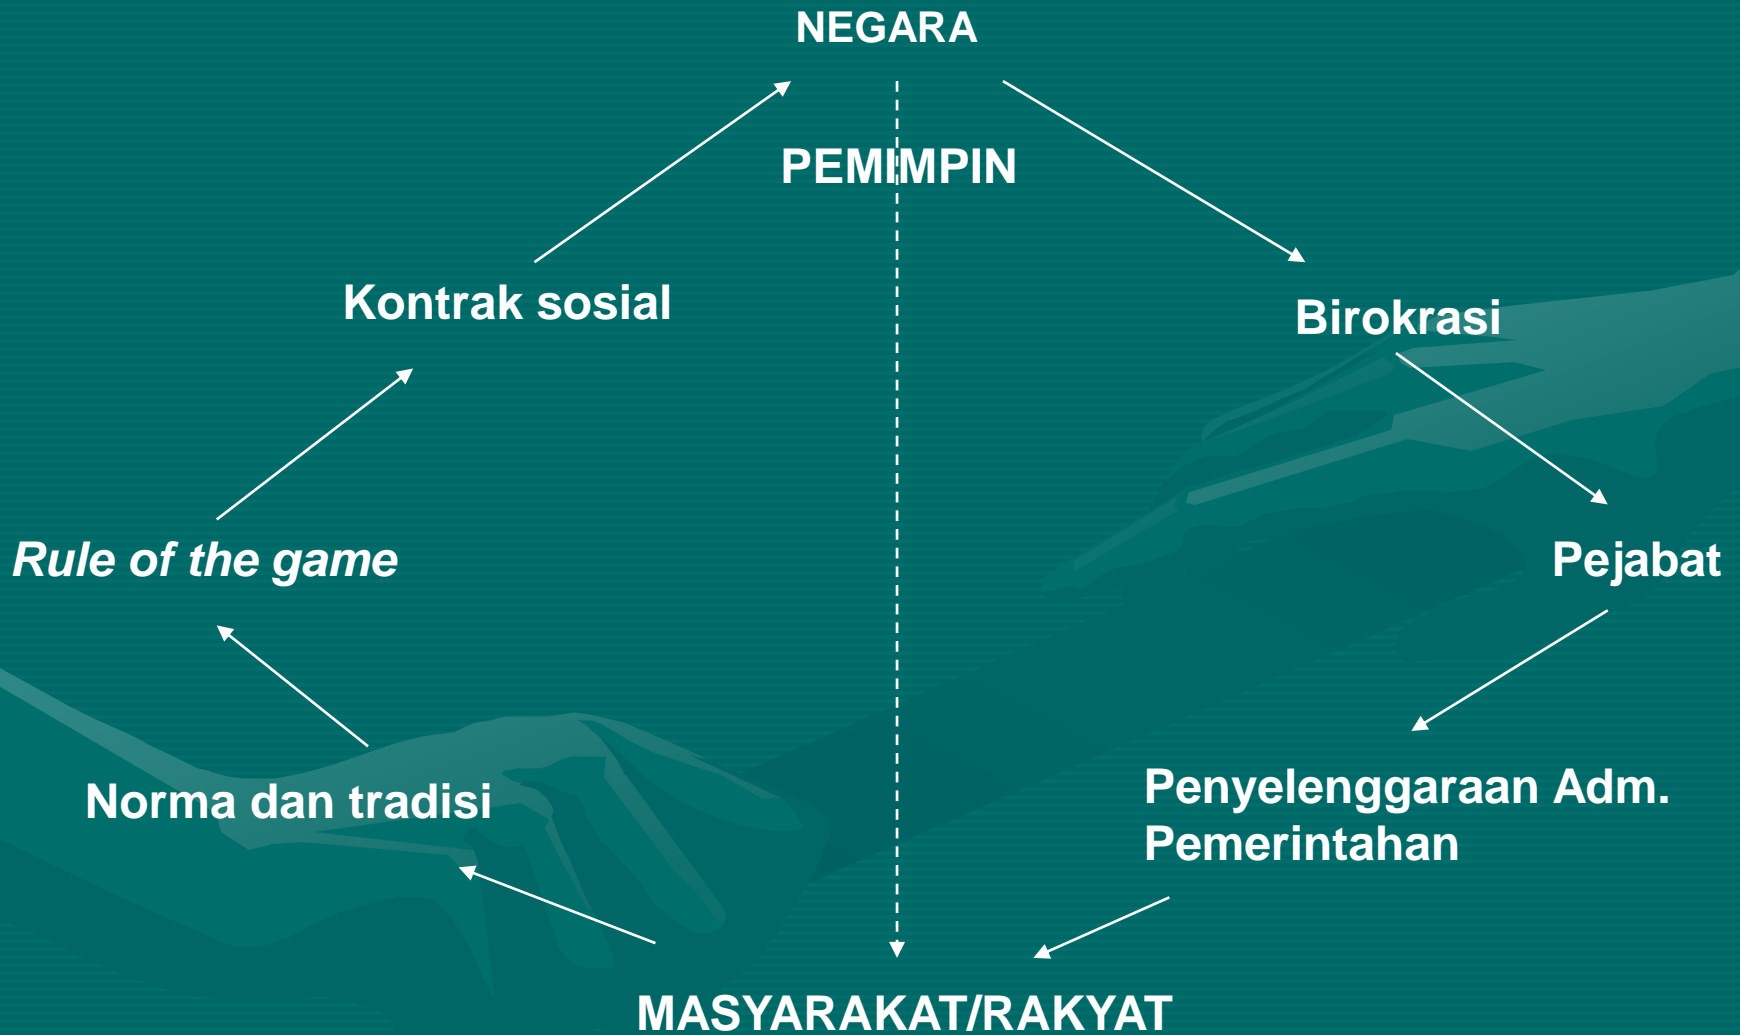 NEGARA
PEMIMPIN
Kontrak sosial
Birokrasi
Rule of the game
Pejabat
Norma dan tradisi
Penyelenggaraan Adm.
Pemerintahan
MASYARAKAT/RAKYAT